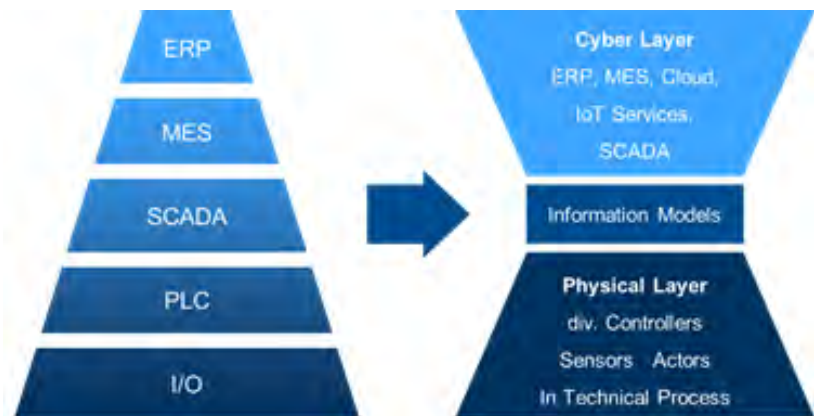 ERP
MES
SCADA
PLC
I/O
Cyber Layer
ERP, MES, Cloud,
IoT Services,
SCADA
Information Models
Physical Layer
div. Controllers
Sensors Actors
In Technical Process